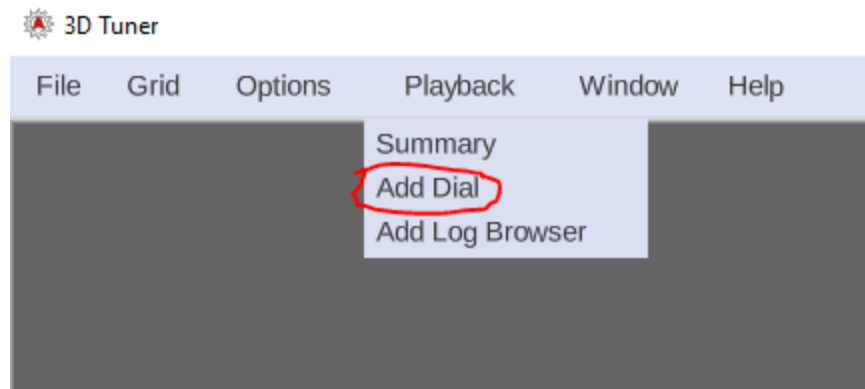 3D Tuner
File Grid Options Playback Window Help
Summary
Add Dial
Add Log Browser